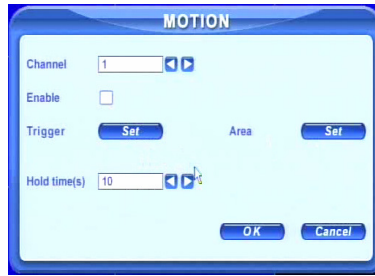 MOTION
Channel 1
Enable
Trigger Set Area Set
Hold time(s) 10
OK Cancel